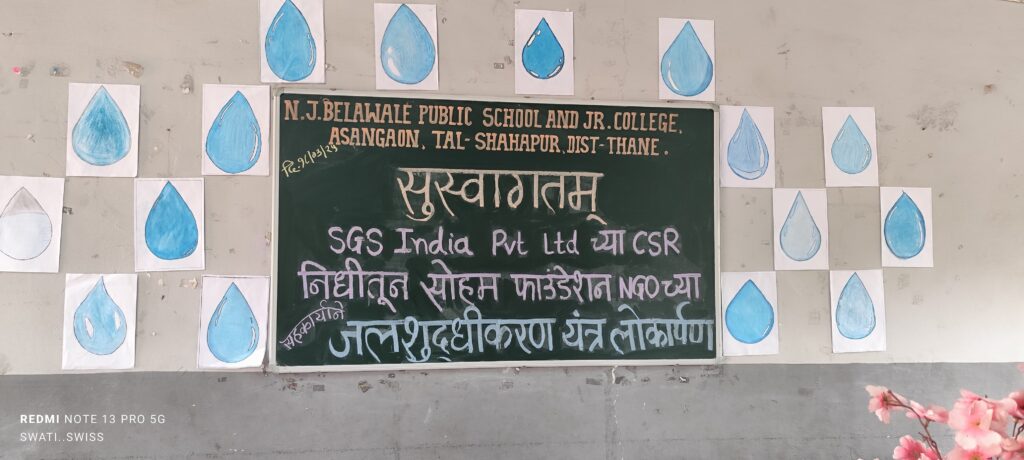 N.J.BELAWALE PUBLIC SCHOOL AND JR. COLLEGE.
ASANGAON, TAL-SHAHAPUR, DIST-THANE.
सुस्वागतम्
SGS India Pvt Ltd च्या CSR
निधीतून सोहम फाउंडेशन NGO च्या
सहकार्याने
जलशुद्धीकरण यंत्र लोकार्पण
REDMI NOTE 13 PRO 5G
SWATI..SWISS